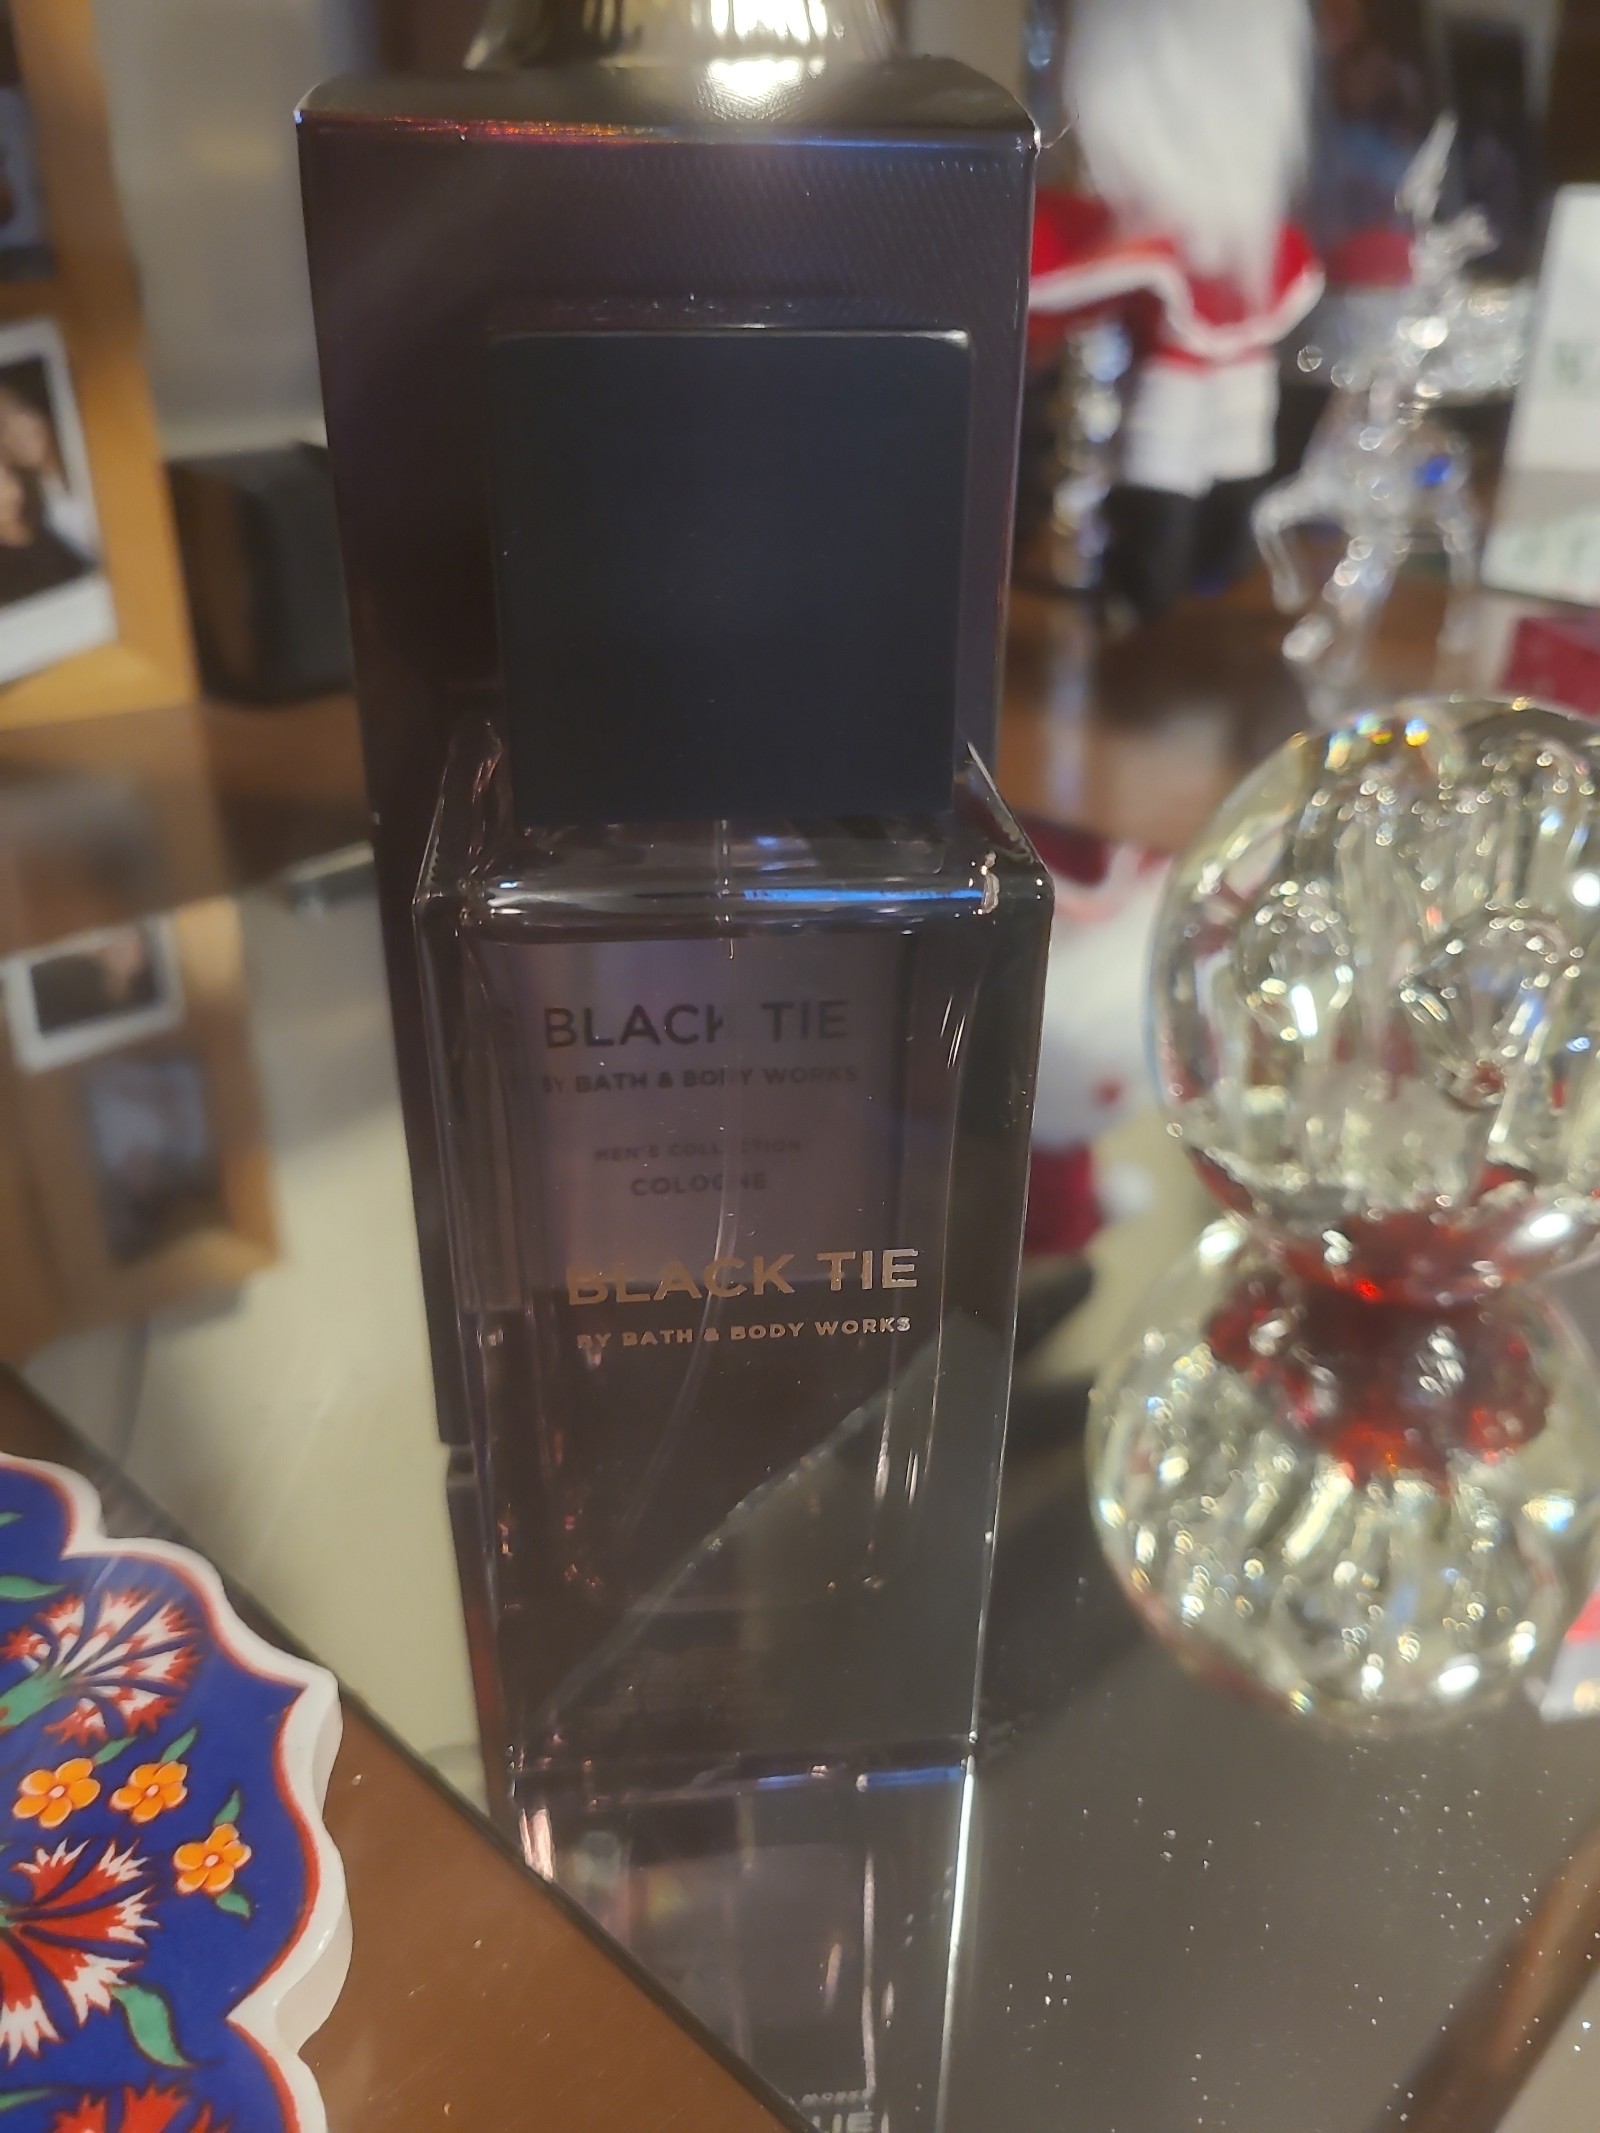 BLACK TIE
BY BATH & BODY WORKS
MEN'S COLLECTION
COLOGNE
BLACK TIE
BY BATH & BODY WORKS